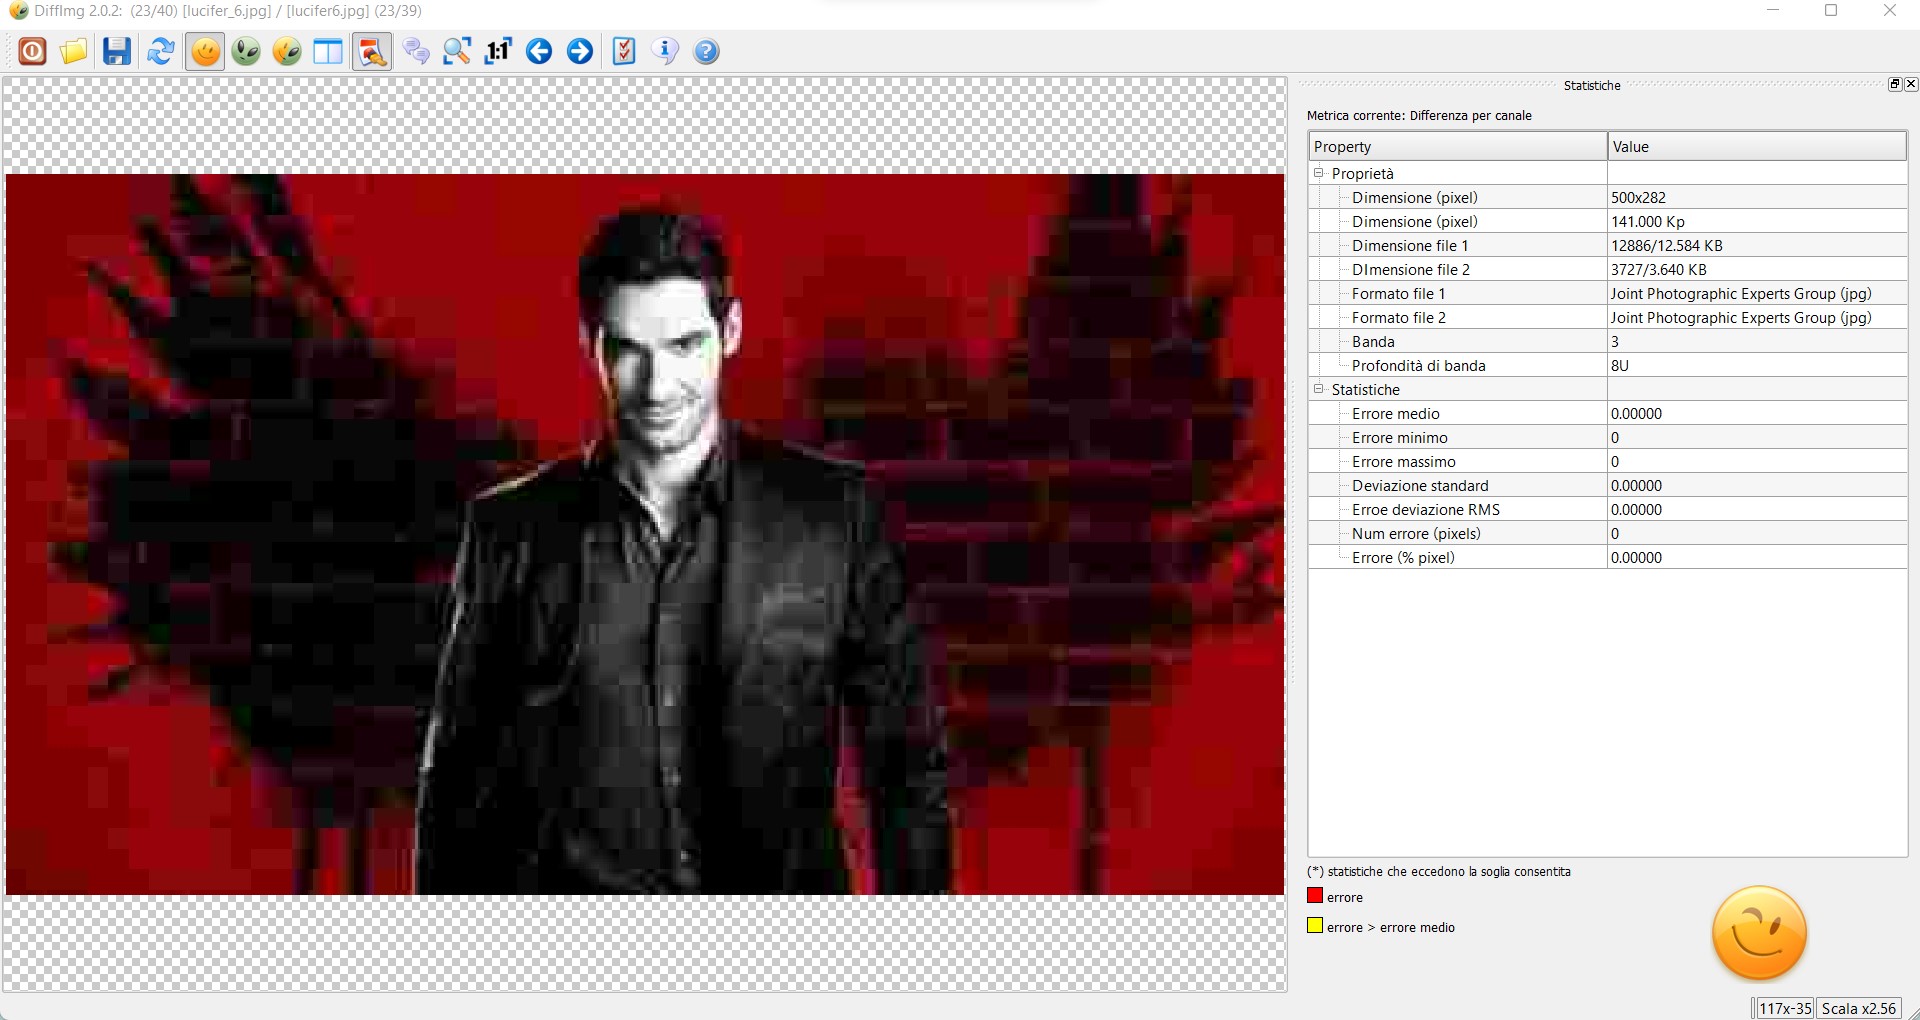 DiffImg 2.0.2: (23/40) [lucifer_6.jpg] / [lucifer6.jpg] (23/39)
1:1
Statistiche
Metrica corrente: Differenza per canale
Property Value
Proprietà
Dimensione (pixel) 500x282
Dimensione (pixel) 141.000 Kp
Dimensione file 1 12886/12.584 KB
DImensione file 2 3727/3.640 KB
Formato file 1 Joint Photographic Experts Group (jpg)
Formato file 2 Joint Photographic Experts Group (jpg)
Banda 3
Profondità di banda 8U
Statistiche
Errore medio 0.00000
Errore minimo 0
Errore massimo 0
Deviazione standard 0.00000
Erroe deviazione RMS 0.00000
Num errore (pixels) 0
Errore (% pixel) 0.00000
(*) statistiche che eccedono la soglia consentita
errore
errore > errore medio
117x-35 Scala x2.56